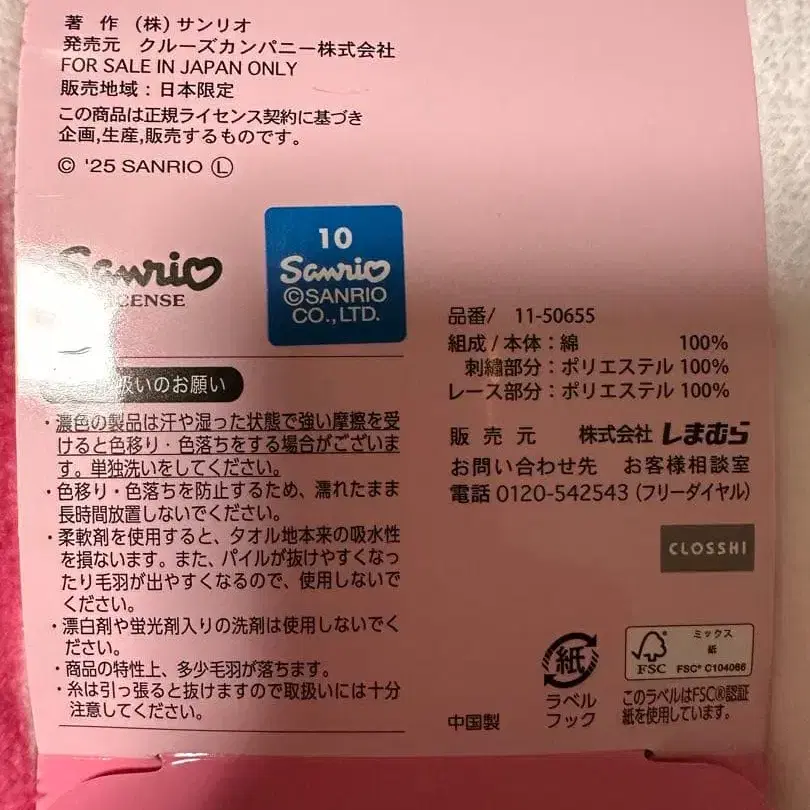 著 作 (株) サンリオ
発売元 クルーズカンパニー株式会社
FOR SALE IN JAPAN ONLY
販売地域：日本限定
この商品は正規ライセンス契約に基づき
企画,生産,販売するものです。
© '25 SANRIO Ⓛ
Sanrio
LICENSE
10
Sanrio
©SANRIO
CO.,LTD.
扱いのお願い
・濃色の製品は汗や湿った状態で強い摩擦を受
けると色移り・色落ちをする場合がございま
す。単独洗いをしてください。
・色移り・色落ちを防止するため、濡れたまま
長時間放置しないでください。
・柔軟剤を使用すると、タオル地本来の吸水性
を損ないます。また、パイルが抜けやすくなっ
たり毛羽が出やすくなるので、使用しないで
ください。
・漂白剤や蛍光剤入りの洗剤は使用しないでく
ださい。
・商品の特性上、多少毛羽が落ちます。
・糸は引っ張ると抜けますので取扱いには十分
注意してください。
品番/ 11-50655
組成/本体：綿 100%
刺繍部分：ポリエステル 100%
レース部分：ポリエステル 100%
販売元 株式会社 しまむら
お問い合わせ先 お客様相談室
電話 0120-542543 (フリーダイヤル)
CLOSSHI
紙
ラベル
フック
FSC
ミックス
紙
FSC® C104066
このラベルはFSC®認証
紙を使用しています。
中国製